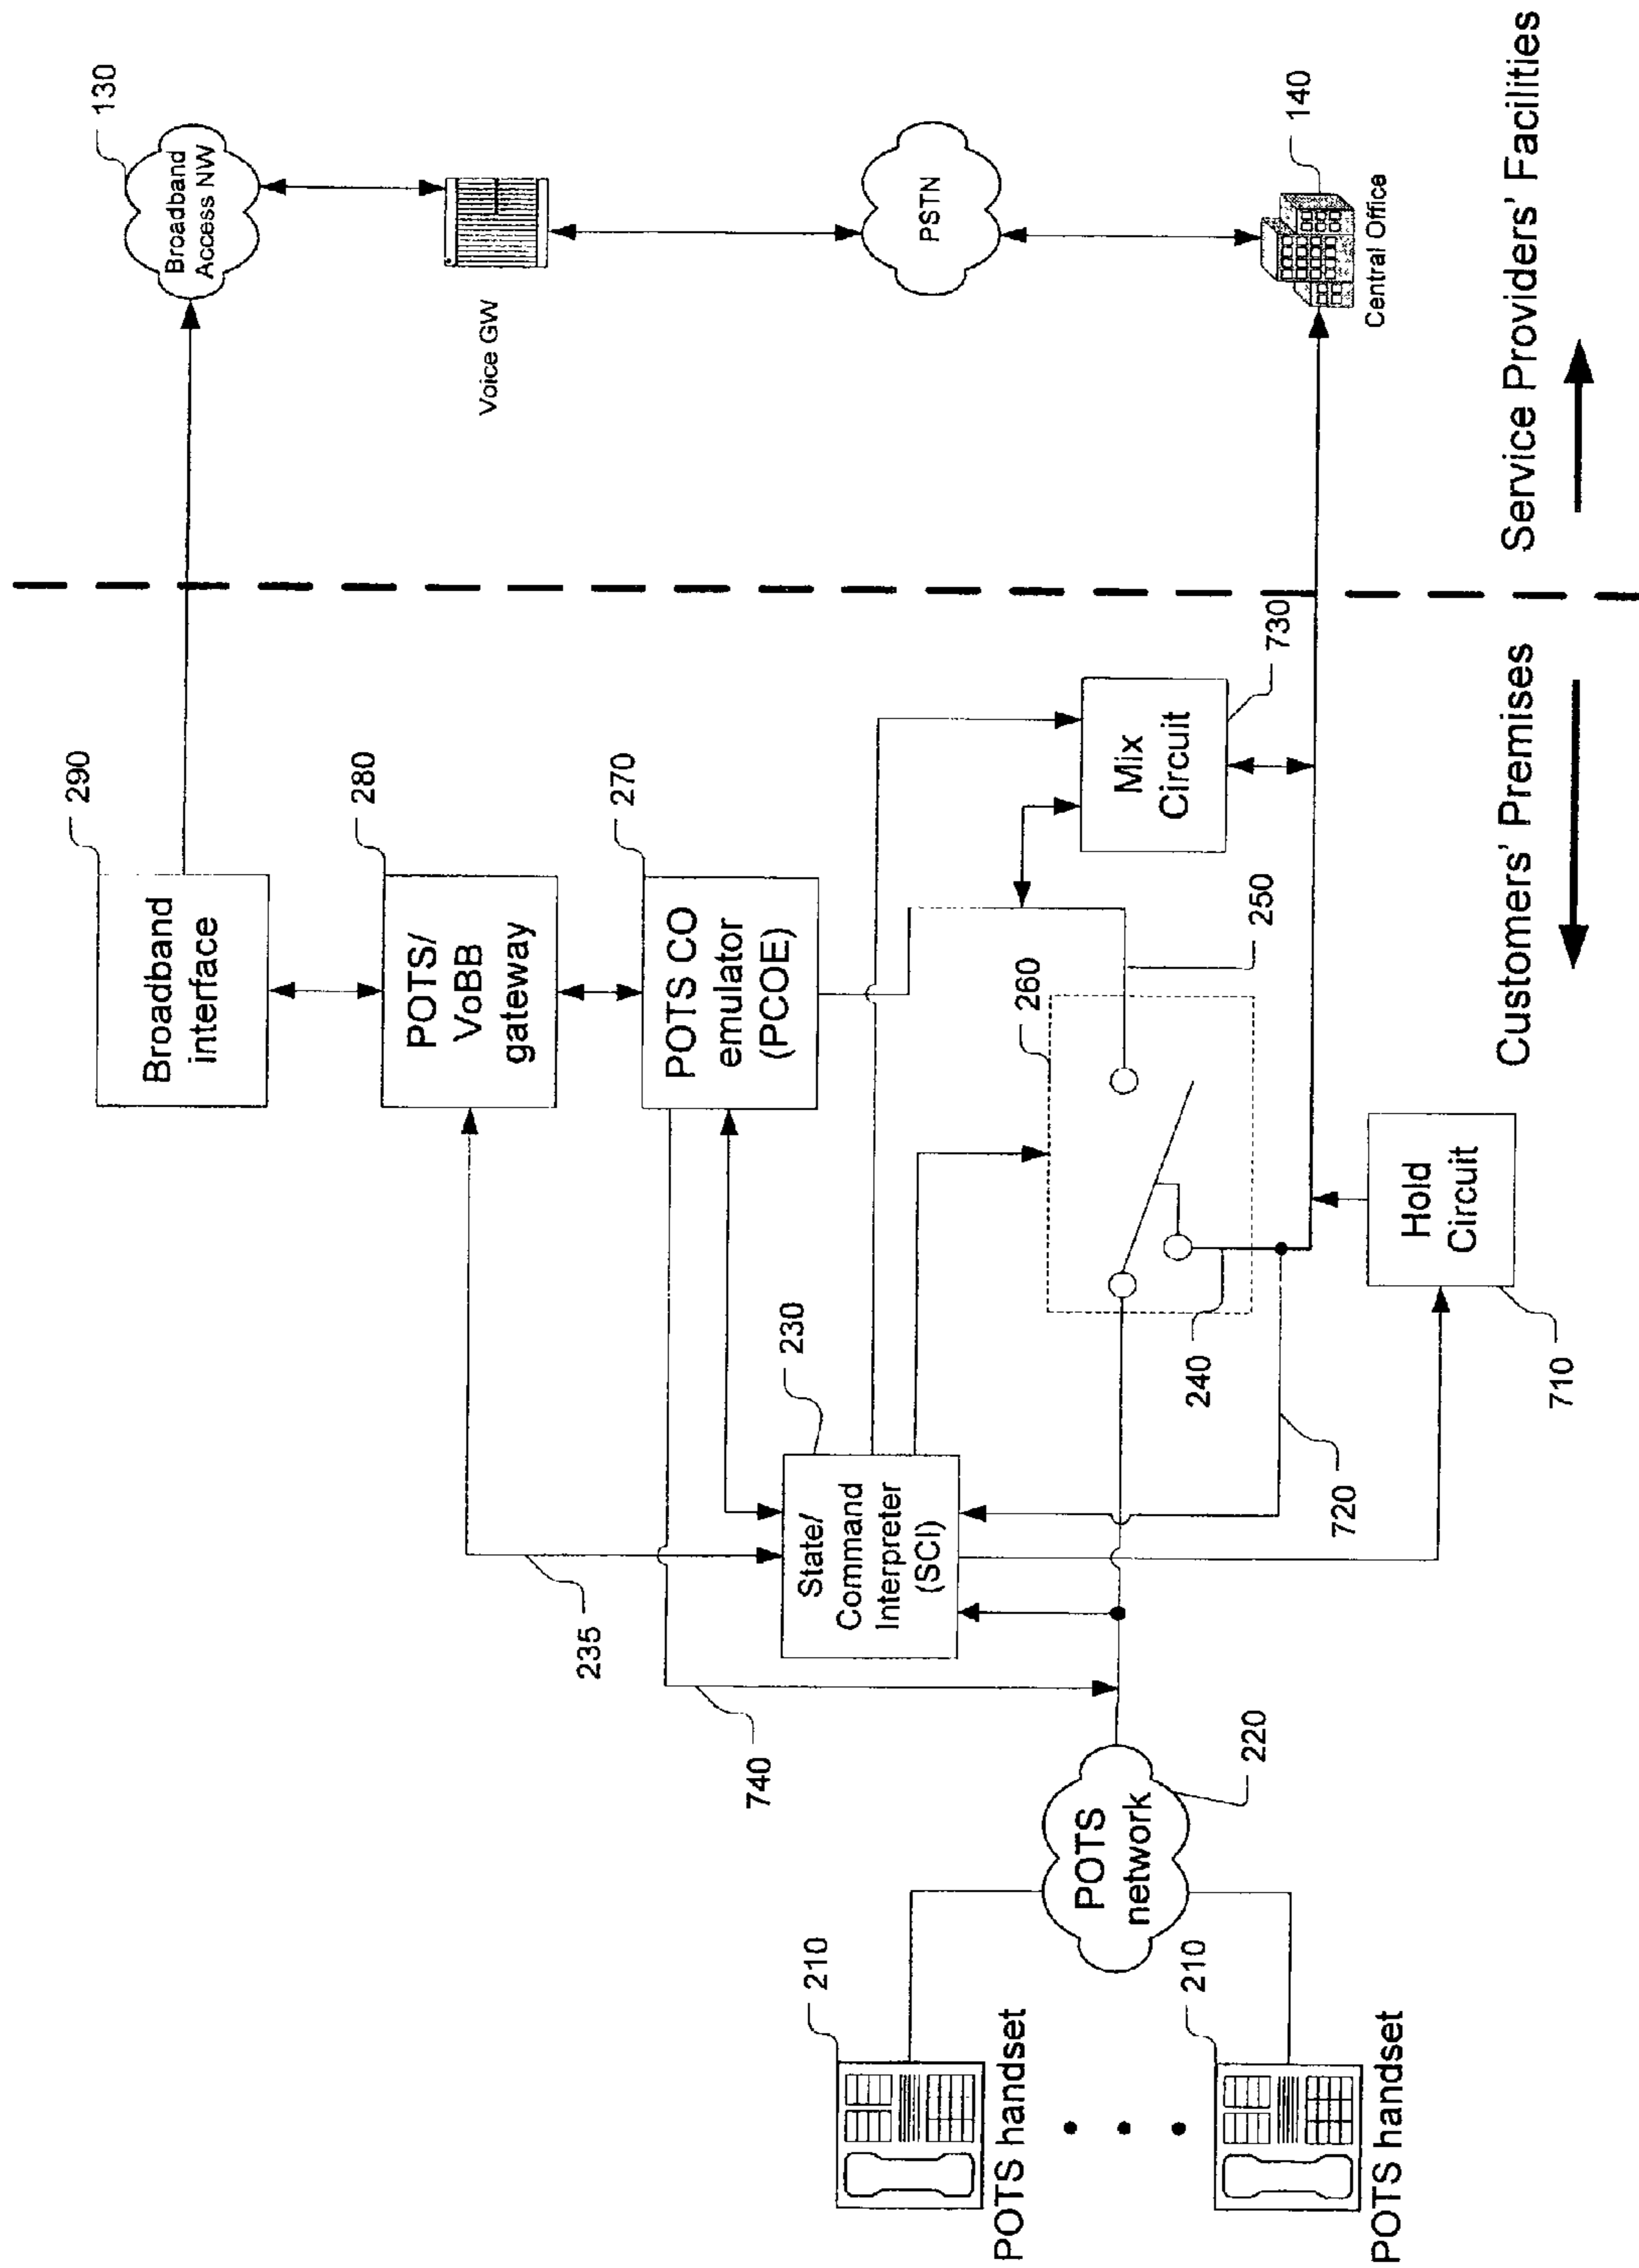 130
Broadband
Access NW
Voice GW
PSTN
140
Central Office
Service Providers' Facilities
290
Broadband
interface
280
POTS/
VoBB
gateway
270
POTS CO
emulator
(PCOE)
Mix
Circuit
730
250
260
Customers' Premises
230
State/
Command
Interpreter
(SCI)
235
240
720
Hold
Circuit
710
740
POTS
network
220
210
POTS handset
210
POTS handset